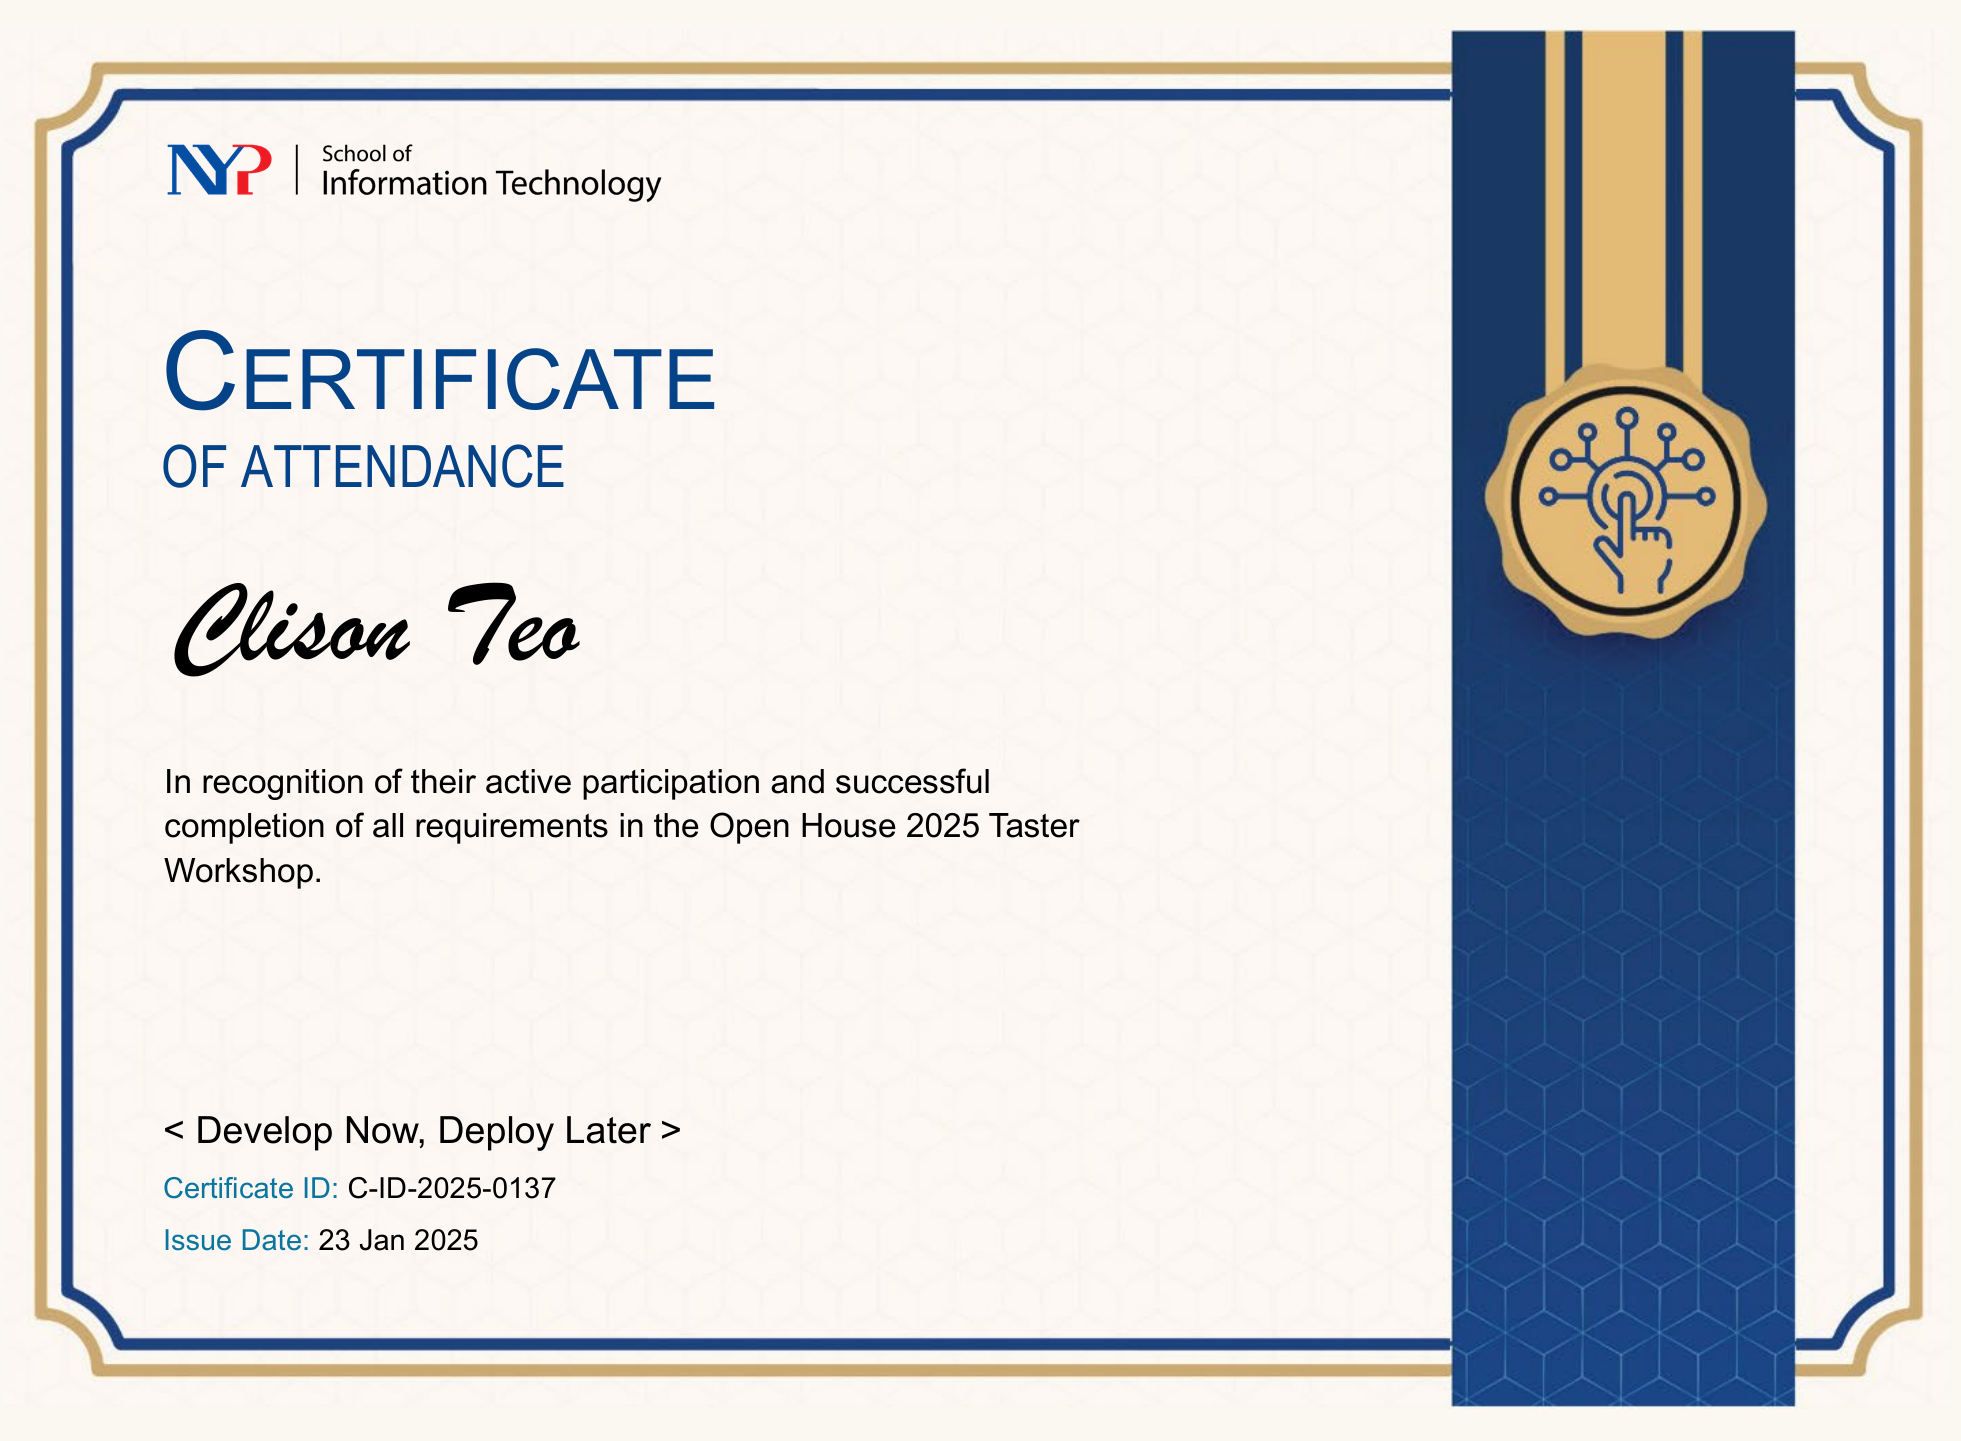 NYP
School of
Information Technology
CERTIFICATE
OF ATTENDANCE
Clison Teo
In recognition of their active participation and successful
completion of all requirements in the Open House 2025 Taster
Workshop.
< Develop Now, Deploy Later >
Certificate ID: C-ID-2025-0137
Issue Date: 23 Jan 2025